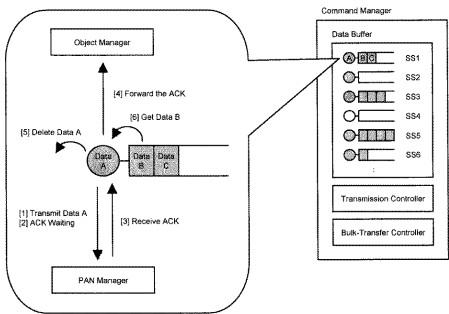 Command Manager
Object Manager
Data Buffer
A
B
C
SS1
SS2
SS3
SS4
SS5
SS6
:
[4] Forward the ACK
[6] Get Data B
[5] Delete Data A
Data
A
Data
B
Data
C
[1] Transmit Data A
[2] ACK Waiting
[3] Receive ACK
PAN Manager
Transmission Controller
Bulk-Transfer Controller